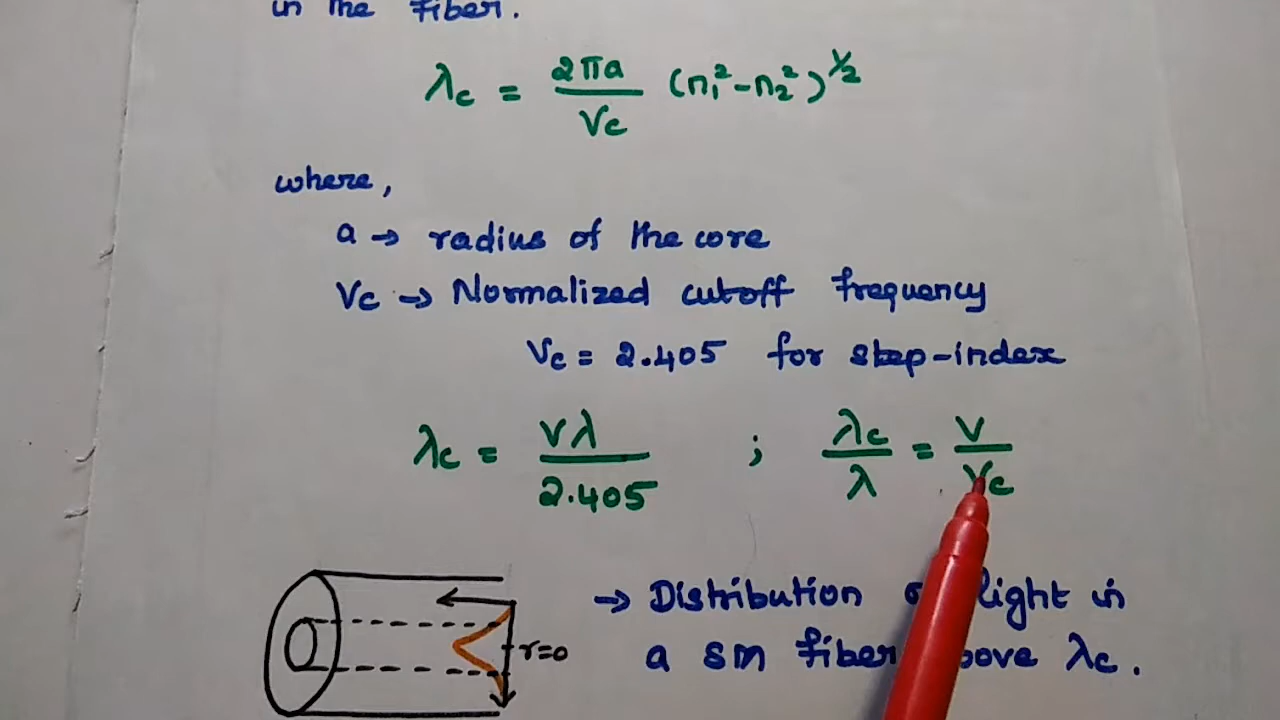 in the fiber.
λc = 2πa / Vc (n₁² - n₂²)^1/2
where,
a → radius of the core
Vc → Normalized cutoff frequency
Vc = 2.405 for step-index
λc = Vλ / 2.405 ; λc / λ = V / Vc
→ Distribution light in
r=0
a SM fiber λc.